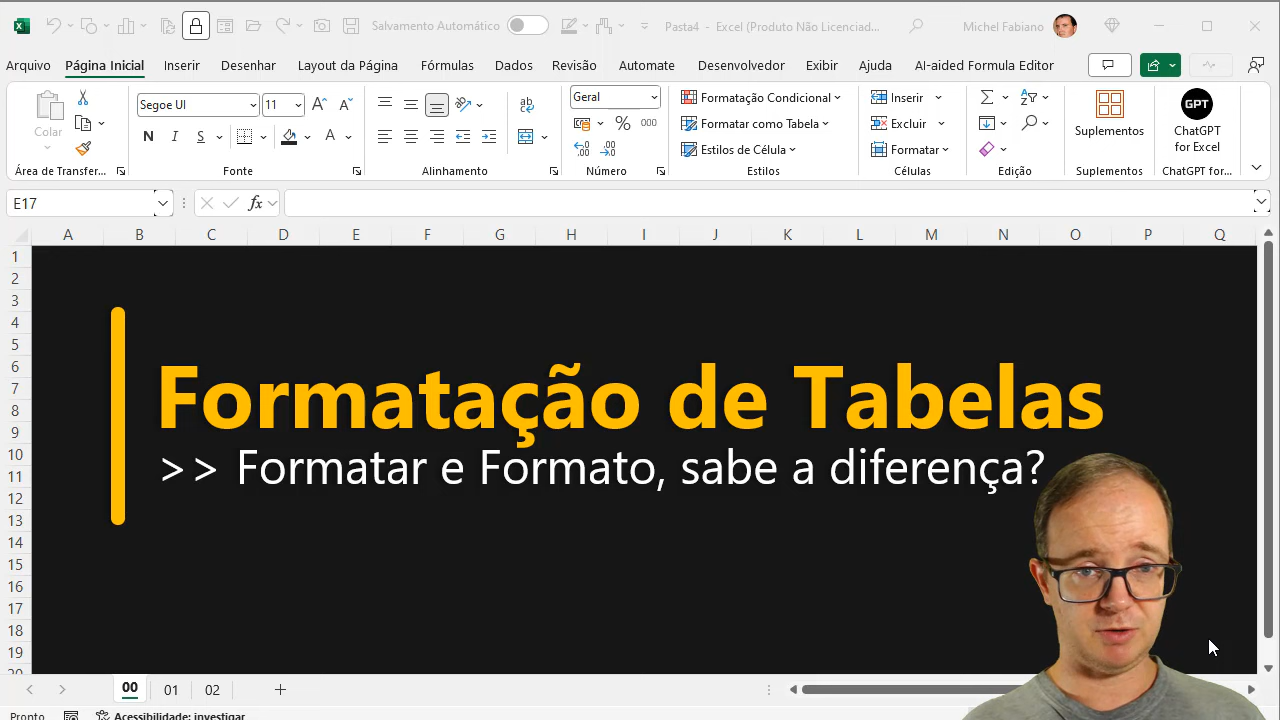 Salvamento Automático
Pasta4 - Excel (Produto Não Licenciad...
Michel Fabiano
Arquivo
Página Inicial
Inserir
Desenhar
Layout da Página
Fórmulas
Dados
Revisão
Automate
Desenvolvedor
Exibir
Ajuda
AI-aided Formula Editor
Colar
Área de Transfer...
Segoe UI
11
N I S
Fonte
ab
Alinhamento
Geral
% 000
Número
Formatação Condicional
Formatar como Tabela
Estilos de Célula
Estilos
Inserir
Excluir
Formatar
Células
Edição
Suplementos
Suplementos
GPT
ChatGPT
for Excel
ChatGPT for...
E17
fx
A B C D E F G H I J K L M N O P Q
1
2
3
4
5
6
7
8
9
10
11
12
13
14
15
16
17
18
19
20
Formatação de Tabelas
>> Formatar e Formato, sabe a diferença?
00 01 02
Pronto
Acessibilidade: investigar